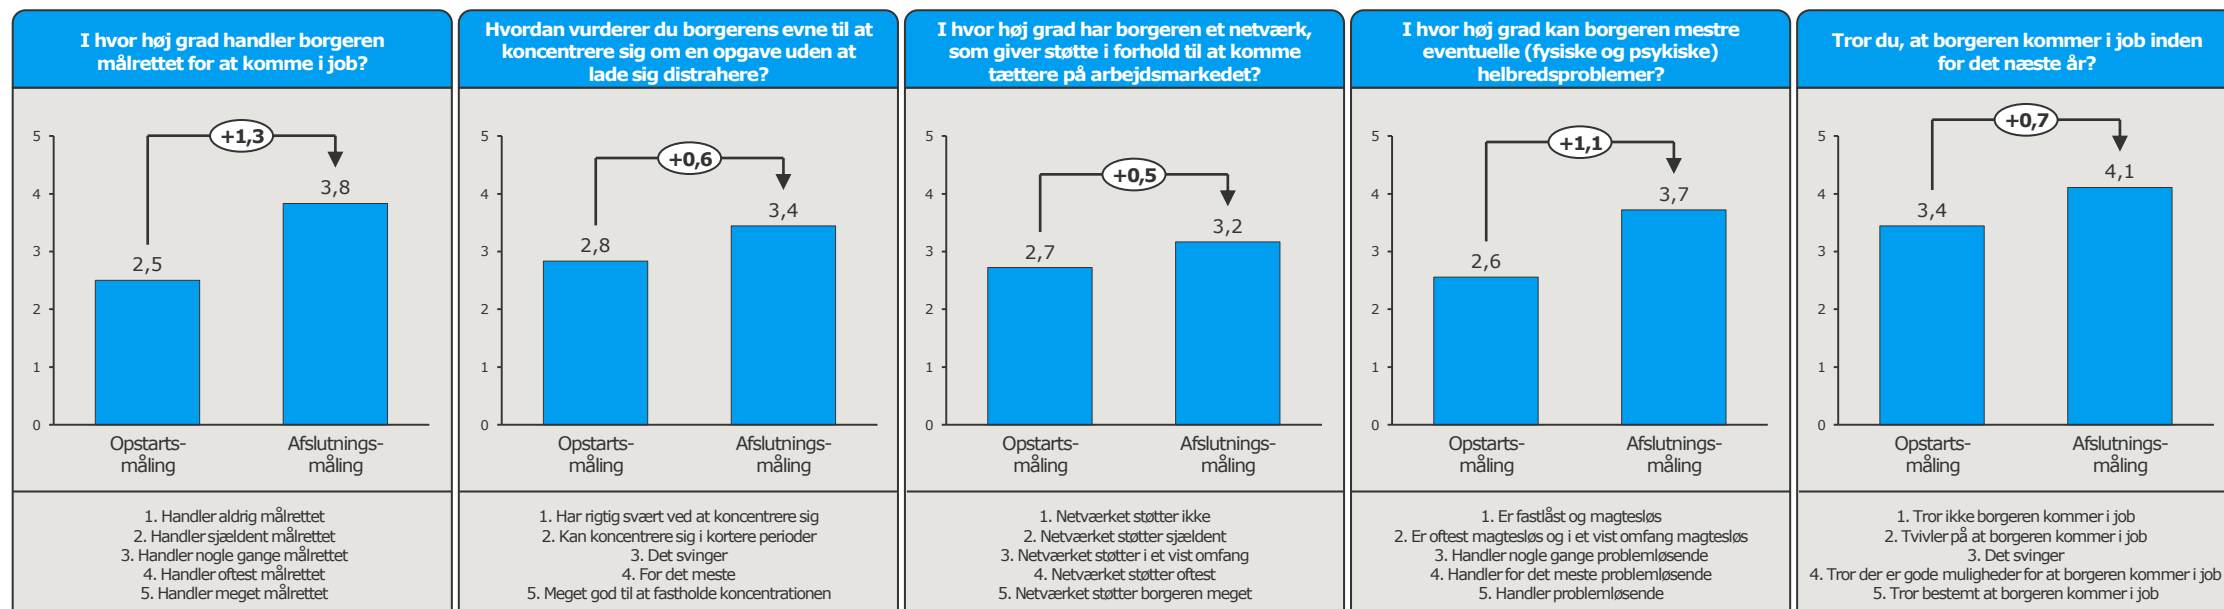 I hvor høj grad handler borgeren
målrettet for at komme i job?
5
4
3
2
1
0
+1,3
2,5
3,8
Opstarts-
måling
Afslutnings-
måling
1. Handler aldrig målrettet
2. Handler sjældent målrettet
3. Handler nogle gange målrettet
4. Handler oftest målrettet
5. Handler meget målrettet
Hvordan vurderer du borgerens evne til at
koncentrere sig om en opgave uden at
lade sig distrahere?
5
4
3
2
1
0
+0,6
2,8
3,4
Opstarts-
måling
Afslutnings-
måling
1. Har rigtig svært ved at koncentrere sig
2. Kan koncentrere sig i kortere perioder
3. Det svinger
4. For det meste
5. Meget god til at fastholde koncentrationen
I hvor høj grad har borgeren et netværk,
som giver støtte i forhold til at komme
tættere på arbejdsmarkedet?
5
4
3
2
1
0
+0,5
2,7
3,2
Opstarts-
måling
Afslutnings-
måling
1. Netværket støtter ikke
2. Netværket støtter sjældent
3. Netværket støtter i et vist omfang
4. Netværket støtter oftest
5. Netværket støtter borgeren meget
I hvor høj grad kan borgeren mestre
eventuelle (fysiske og psykiske)
helbredsproblemer?
5
4
3
2
1
0
+1,1
2,6
3,7
Opstarts-
måling
Afslutnings-
måling
1. Er fastlåst og magtesløs
2. Er oftest magtesløs og i et vist omfang magtesløs
3. Handler nogle gange problemløsende
4. Handler for det meste problemløsende
5. Handler problemløsende
Tror du, at borgeren kommer i job inden
for det næste år?
5
4
3
2
1
0
+0,7
3,4
4,1
Opstarts-
måling
Afslutnings-
måling
1. Tror ikke borgeren kommer i job
2. Tvivler på at borgeren kommer i job
3. Det svinger
4. Tror der er gode muligheder for at borgeren kommer i job
5. Tror bestemt at borgeren kommer i job